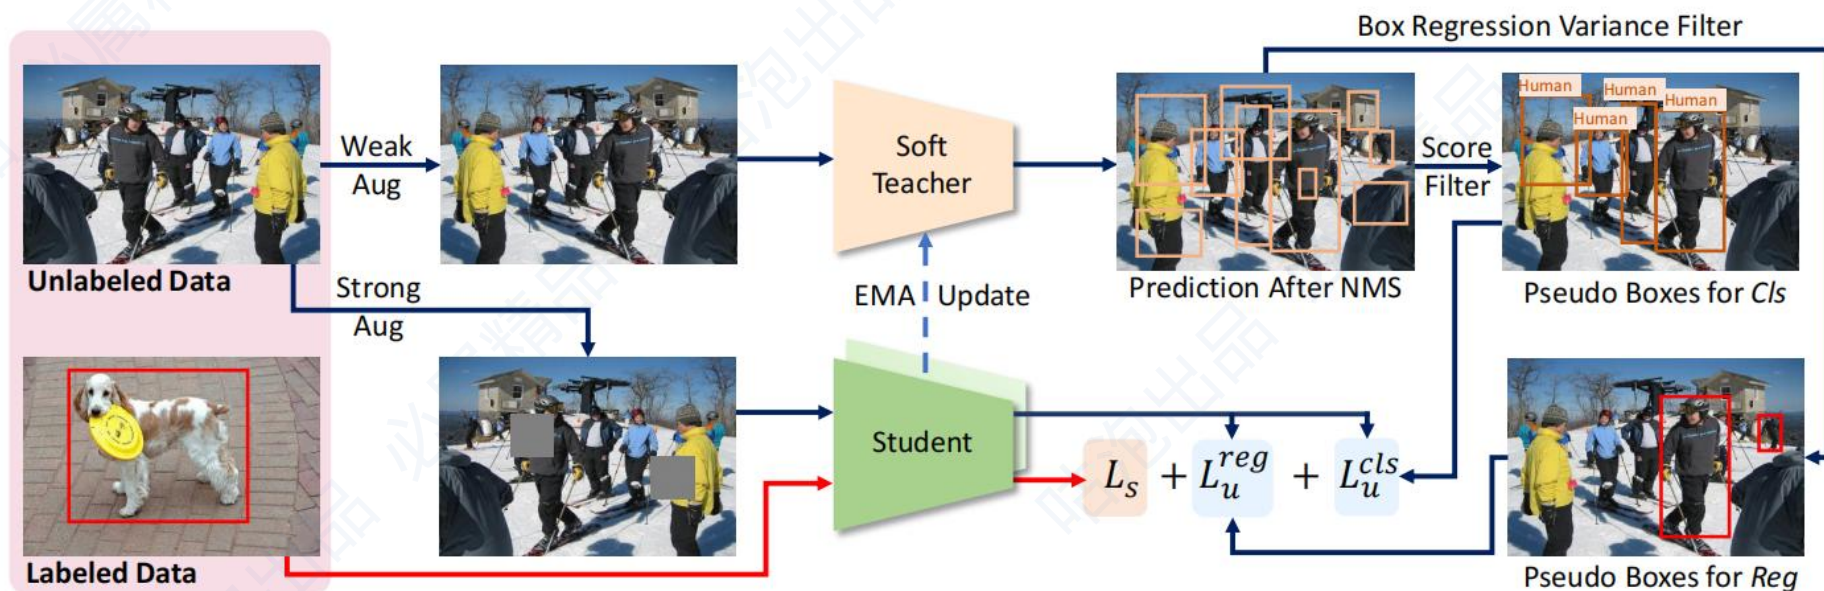 Box Regression Variance Filter
Weak
Aug
Soft
Teacher
Human
Human
Human
Human
Score
Filter
Unlabeled Data
Strong
Aug
EMA Update
Prediction After NMS
Pseudo Boxes for Cls
Student
L_s + L_u^{reg} + L_u^{cls}
Labeled Data
Pseudo Boxes for Reg